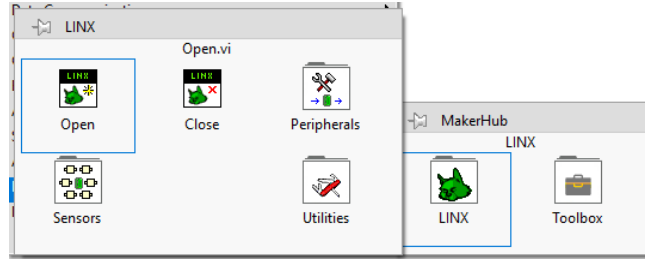 LINX
Open.vi
LINX
LINX
Open
Close
Peripherals
Sensors
Utilities
MakerHub
LINX
LINX
Toolbox